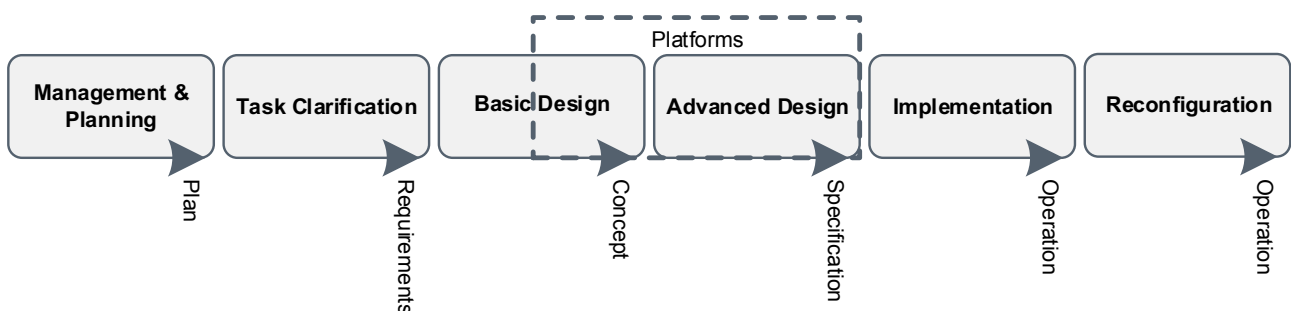 Platforms
Management &
Planning
Task Clarification
Basic Design
Advanced Design
Implementation
Reconfiguration
Plan
Requirements
Concept
Specification
Operation
Operation